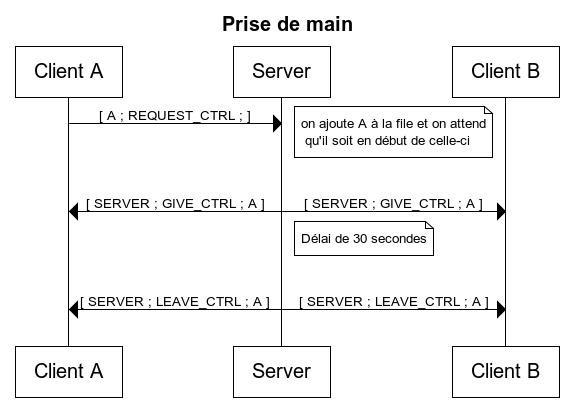 Prise de main
Client A
Server
Client B
[ A ; REQUEST_CTRL ; ]
on ajoute A à la file et on attend
qu'il soit en début de celle-ci
[ SERVER ; GIVE_CTRL ; A ]
[ SERVER ; GIVE_CTRL ; A ]
Délai de 30 secondes
[ SERVER ; LEAVE_CTRL ; A ]
[ SERVER ; LEAVE_CTRL ; A ]
Client A
Server
Client B